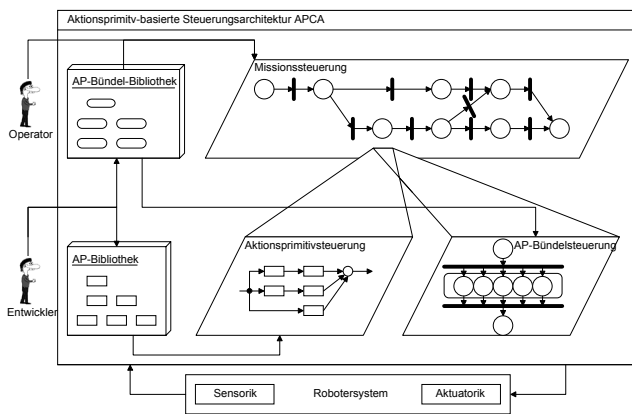 Aktionsprimitv-basierte Steuerungsarchitektur APCA
AP-Bündel-Bibliothek
Missionssteuerung
Operator
AP-Bibliothek
Aktionsprimitivsteuerung
AP-Bündelsteuerung
Entwickler
Sensorik
Robotersystem
Aktuatorik